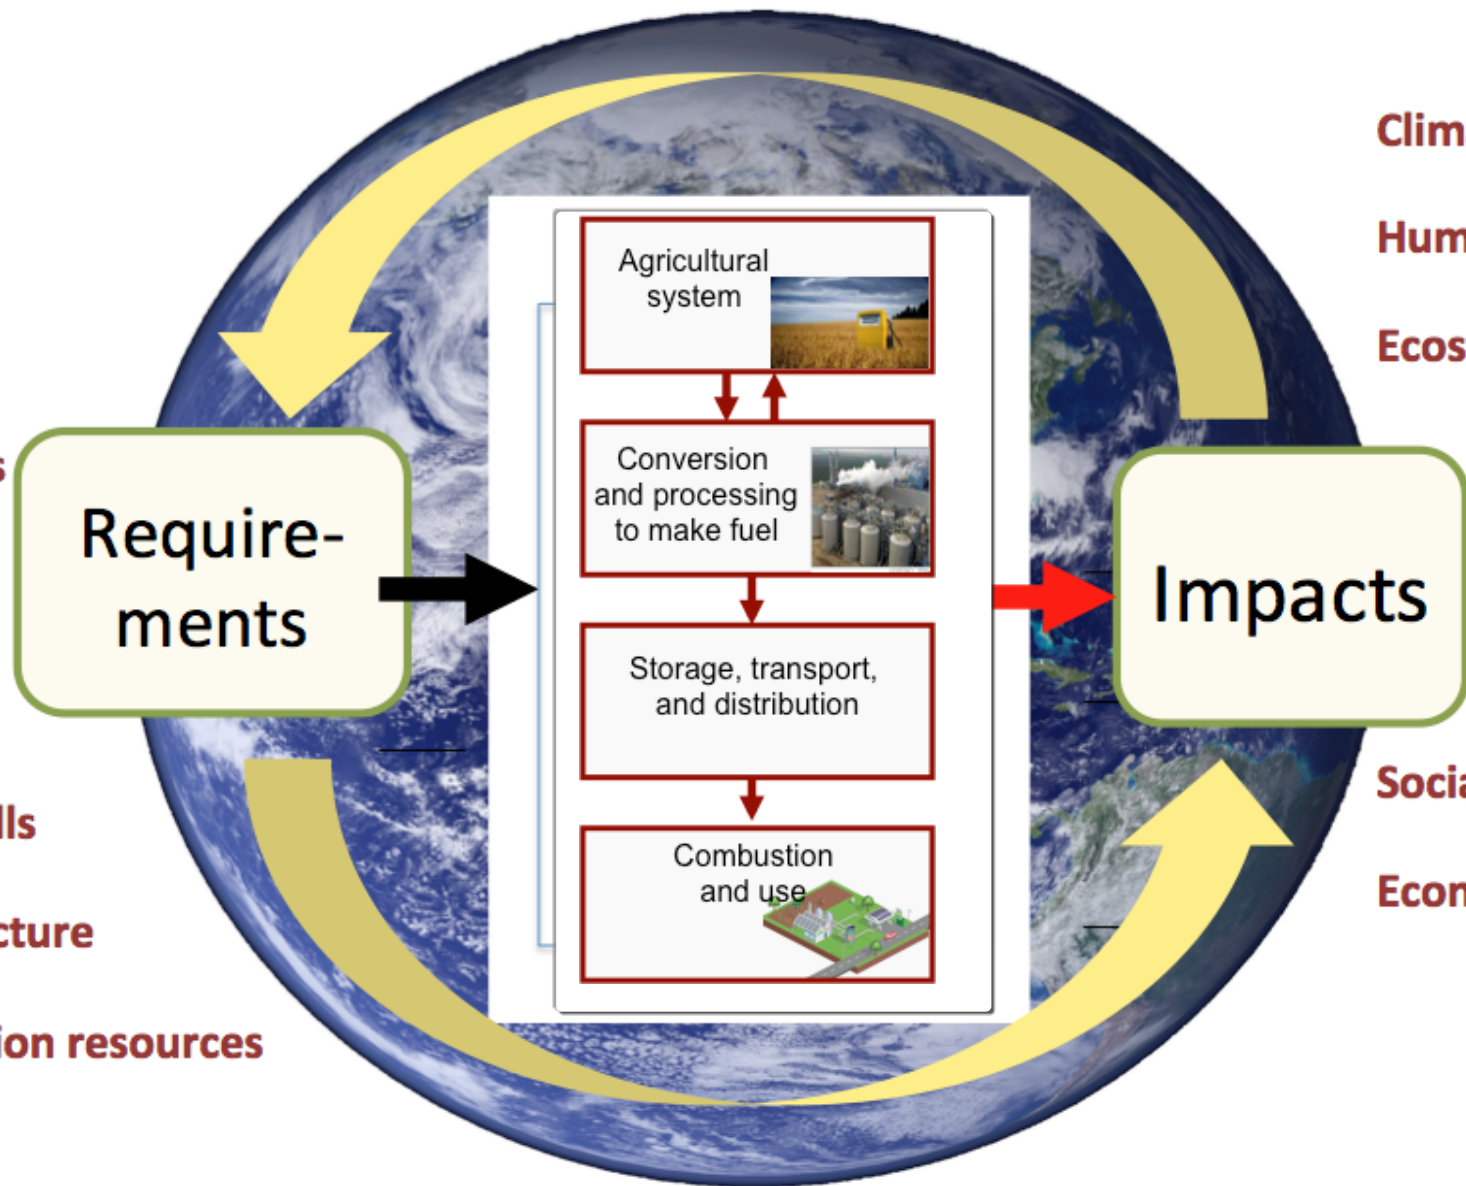 Agricultural
system
Conversion
and processing
to make fuel
Storage, transport,
and distribution
Combustion
and use
Require-
ments
Impacts
s
lls
cture
ion resources
Clim
Hum
Ecos
Socia
Econ